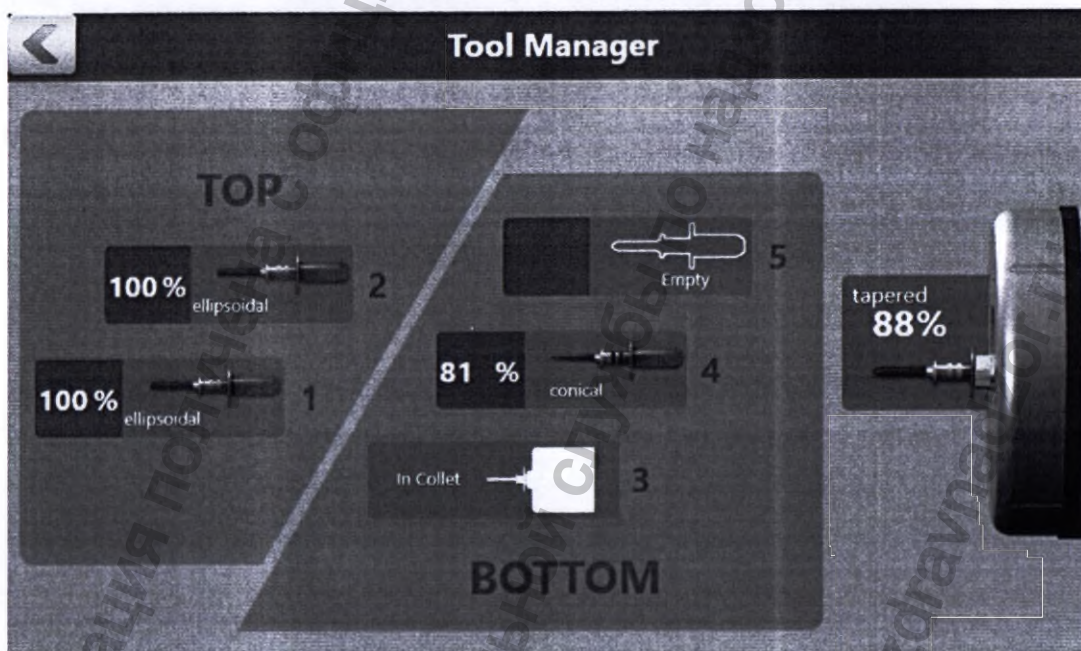 Tool Manager
TOP
100 %
ellipsoidal
2
100 %
ellipsoidal
1
Empty
5
81 %
conical
4
In Collet
3
BOTTOM
tapered
88%